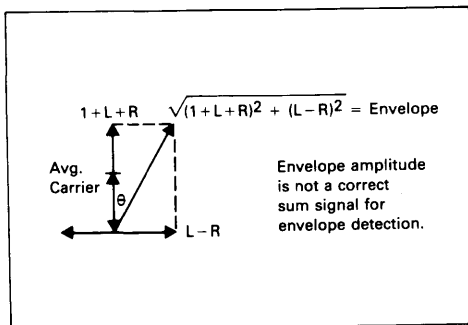 1+L+R √(1+L+R)2 + (L−R)2 = Envelope
Avg.
Carrier
θ
L−R
Envelope amplitude
is not a correct
sum signal for
envelope detection.